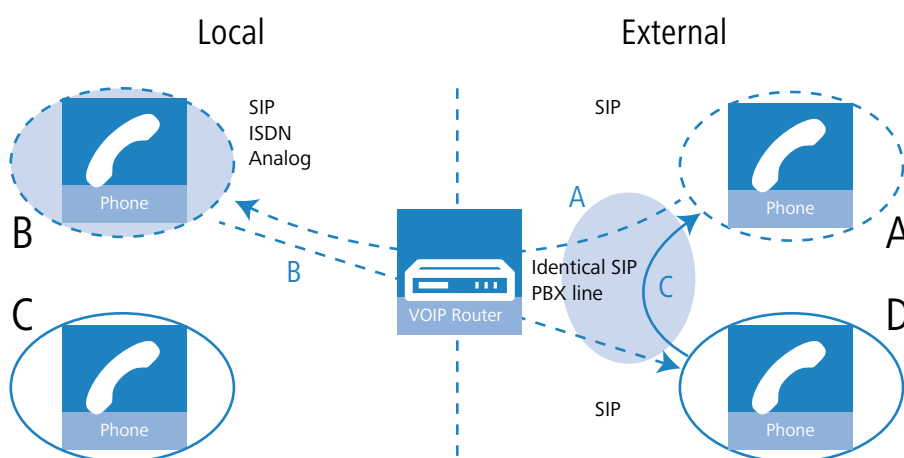 Local
External
SIP
ISDN
Analog
SIP
Phone
Phone
B
A
A
B
Identical SIP
PBX line
C
VOIP Router
C
D
Phone
SIP
Phone